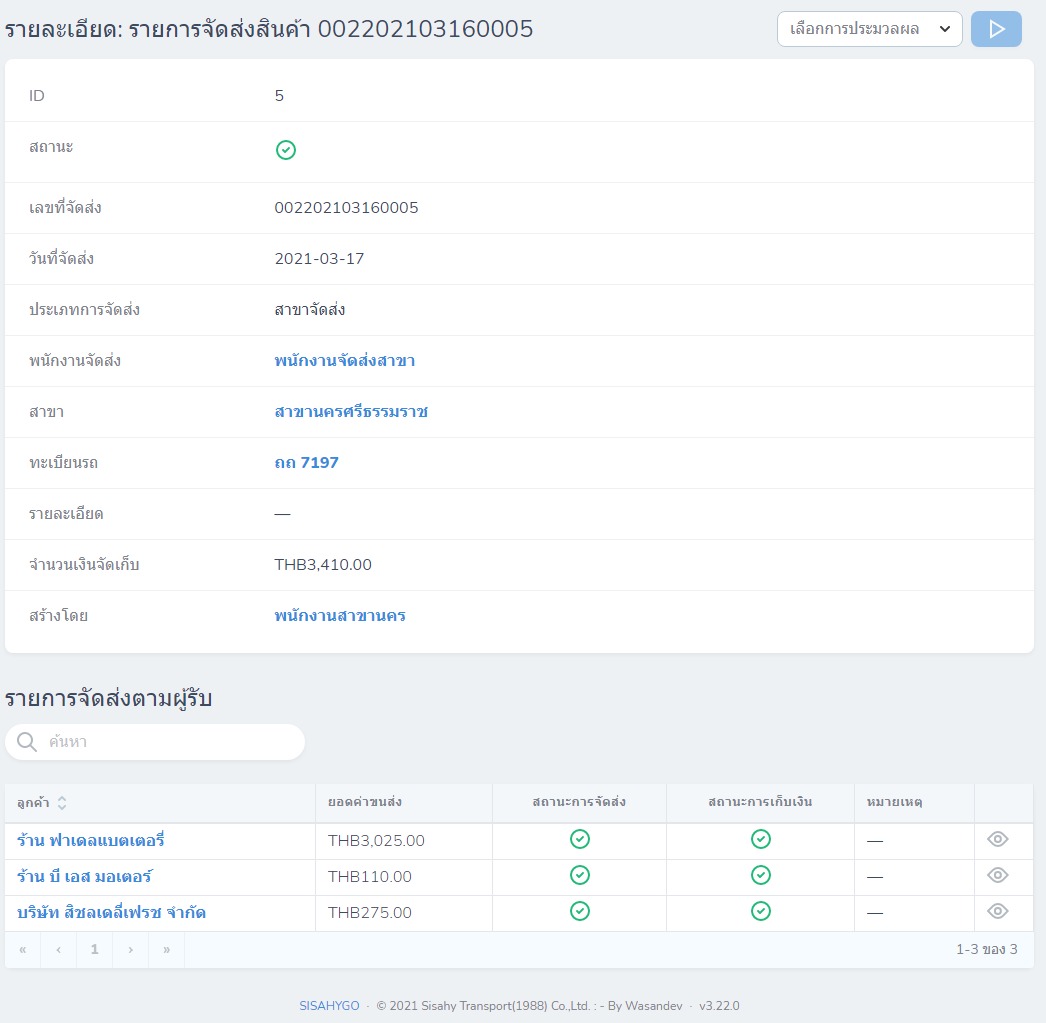 รายละเอียด: รายการจัดส่งสินค้า 002202103160005
เลือกการประมวลผล
ID 5
สถานะ
เลขที่จัดส่ง 002202103160005
วันที่จัดส่ง 2021-03-17
ประเภทการจัดส่ง สาขาจัดส่ง
พนักงานจัดส่ง พนักงานจัดส่งสาขา
สาขา สาขานครศรีธรรมราช
ทะเบียนรถ ถถ 7197
รายละเอียด —
จำนวนเงินจัดเก็บ THB3,410.00
สร้างโดย พนักงานสาขานคร
รายการจัดส่งตามผู้รับ
ค้นหา
ลูกค้า ยอดค่าขนส่ง สถานะการจัดส่ง สถานะการเก็บเงิน หมายเหตุ
ร้าน ฟาเดลแบตเตอรี่ THB3,025.00 —
ร้าน บี เอส มอเตอร์ THB110.00 —
บริษัท สิชลเดลี่เฟรช จำกัด THB275.00 —
« ‹ 1 › » 1-3 ของ 3
SISAHYGO · © 2021 Sisahy Transport(1988) Co.,Ltd. : - By Wasandev · v3.22.0